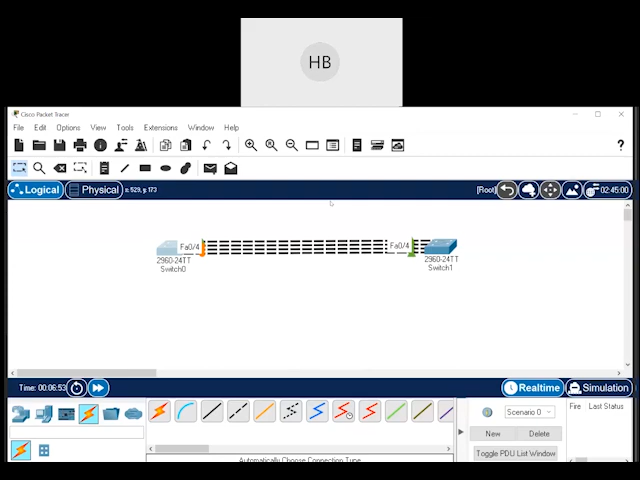 HB
Cisco Packet Tracer
File Edit Options View Tools Extensions Window Help
?
Logical Physical x: 529, y: 173 [Root] 02:45:00
Fa0/4 Fa0/4
2960-24TT
Switch0
2960-24TT
Switch1
Time: 00:06:53 Realtime Simulation
Scenario 0 Fire Last Status
New Delete
Toggle PDU List Window
Automatically Choose Connection Type